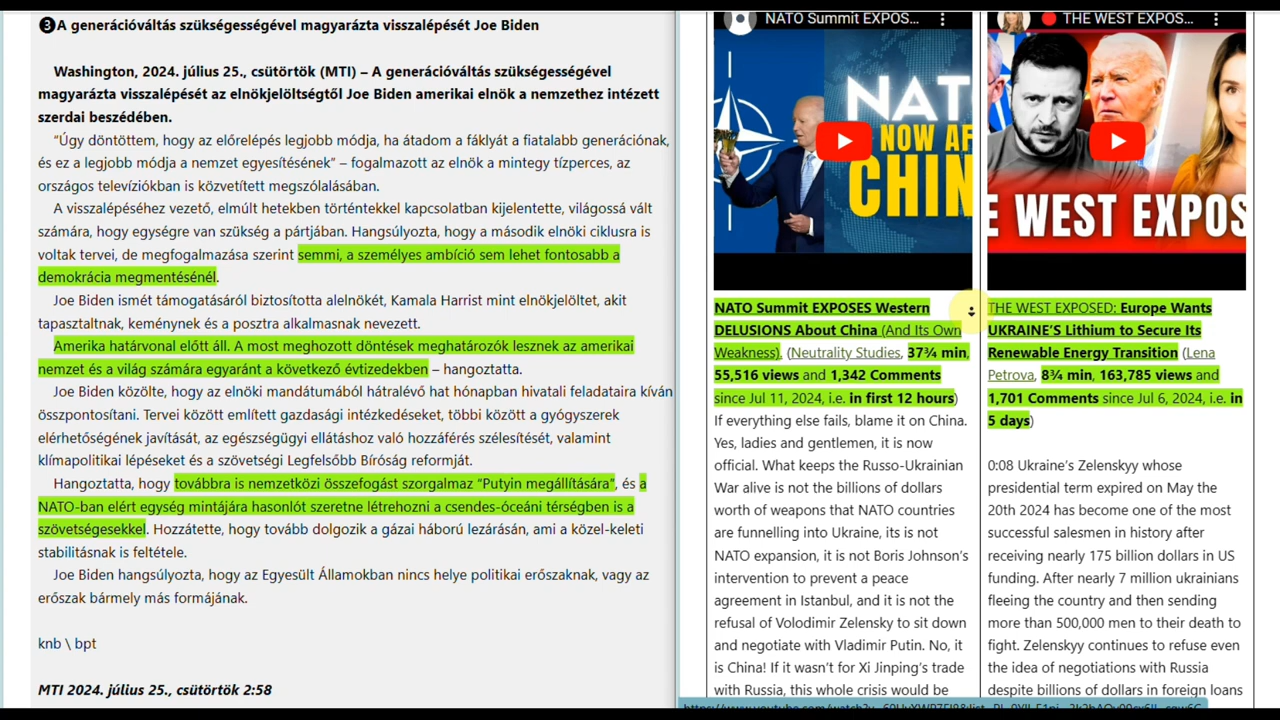 ❸A generációváltás szükségességével magyarázta visszalépését Joe Biden
Washington, 2024. július 25., csütörtök (MTI) – A generációváltás szükségességével
magyarázta visszalépését az elnökjelöltségtől Joe Biden amerikai elnök a nemzethez intézett
szerdai beszédében.
“Úgy döntöttem, hogy az előrelépés legjobb módja, ha átadom a fáklyát a fiatalabb generációnak,
és ez a legjobb módja a nemzet egyesítésének” – fogalmazott az elnök a mintegy tízperces, az
országos televíziókban is közvetített megszólalásában.
A visszalépéséhez vezető, elmúlt hetekben történtekkel kapcsolatban kijelentette, világossá vált
számára, hogy egységre van szükség a pártjában. Hangsúlyozta, hogy a második elnöki ciklusra is
voltak tervei, de megfogalmazása szerint semmi, a személyes ambíció sem lehet fontosabb a
demokrácia megmentésénél.
Joe Biden ismét támogatásáról biztosította alelnökét, Kamala Harrist mint elnökjelöltet, akit
tapasztaltnak, keménynek és a posztra alkalmasnak nevezett.
Amerika határvonal előtt áll. A most meghozott döntések meghatározók lesznek az amerikai
nemzet és a világ számára egyaránt a következő évtizedekben – hangoztatta.
Joe Biden közölte, hogy az elnöki mandátumából hátralévő hat hónapban hivatali feladataira kíván
összpontosítani. Tervei között említett gazdasági intézkedéseket, többi között a gyógyszerek
elérhetőségének javítását, az egészségügyi ellátáshoz való hozzáférés szélesítését, valamint
klímapolitikai lépéseket és a szövetségi Legfelsőbb Bíróság reformját.
Hangoztatta, hogy továbbra is nemzetközi összefogást szorgalmaz “Putyin megállítására”, és a
NATO-ban elért egység mintájára hasonlót szeretne létrehozni a csendes-óceáni térségben is a
szövetségesekkel. Hozzátette, hogy tovább dolgozik a gázai háború lezárásán, ami a közel-keleti
stabilitásnak is feltétele.
Joe Biden hangsúlyozta, hogy az Egyesült Államokban nincs helye politikai erőszaknak, vagy az
erőszak bármely más formájának.
knb \ bpt
MTI 2024. július 25., csütörtök 2:58
NATO Summit EXPOS...
NAT
NOW AF
CHIN
NATO Summit EXPOSES Western
DELUSIONS About China (And Its Own
Weakness). (Neutrality Studies, 37¾ min,
55,516 views and 1,342 Comments
since Jul 11, 2024, i.e. in first 12 hours)
If everything else fails, blame it on China.
Yes, ladies and gentlemen, it is now
official. What keeps the Russo-Ukrainian
War alive is not the billions of dollars
worth of weapons that NATO countries
are funnelling into Ukraine, its is not
NATO expansion, it is not Boris Johnson’s
intervention to prevent a peace
agreement in Istanbul, and it is not the
refusal of Volodimir Zelensky to sit down
and negotiate with Vladimir Putin. No, it
is China! If it wasn’t for Xi Jinping’s trade
with Russia, this whole crisis would be
THE WEST EXPOS...
E WEST EXPOS
THE WEST EXPOSED: Europe Wants
UKRAINE’S Lithium to Secure Its
Renewable Energy Transition (Lena
Petrova, 8¾ min, 163,785 views and
1,701 Comments since Jul 6, 2024, i.e. in
5 days)
0:08 Ukraine’s Zelenskyy whose
presidential term expired on May the
20th 2024 has become one of the most
successful salesmen in history after
receiving nearly 175 billion dollars in US
funding. After nearly 7 million ukrainians
fleeing the country and then sending
more than 500,000 men to their death to
fight. Zelenskyy continues to refuse even
the idea of negotiations with Russia
despite billions of dollars in foreign loans